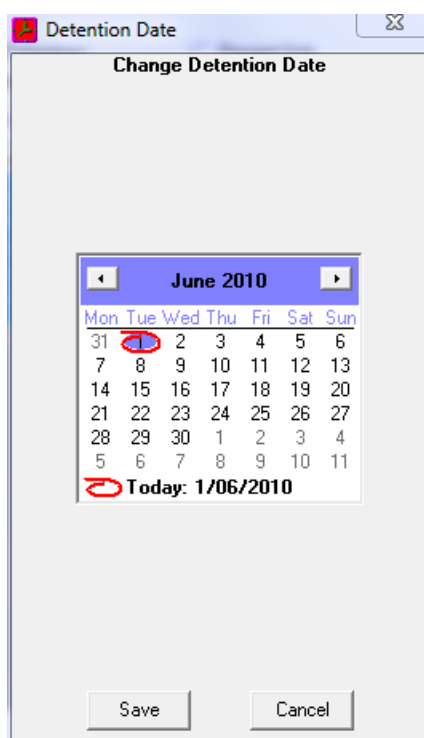 Detention Date
Change Detention Date
June 2010
Mon Tue Wed Thu Fri Sat Sun
31 1 2 3 4 5 6
7 8 9 10 11 12 13
14 15 16 17 18 19 20
21 22 23 24 25 26 27
28 29 30 1 2 3 4
5 6 7 8 9 10 11
Today: 1/06/2010
Save Cancel